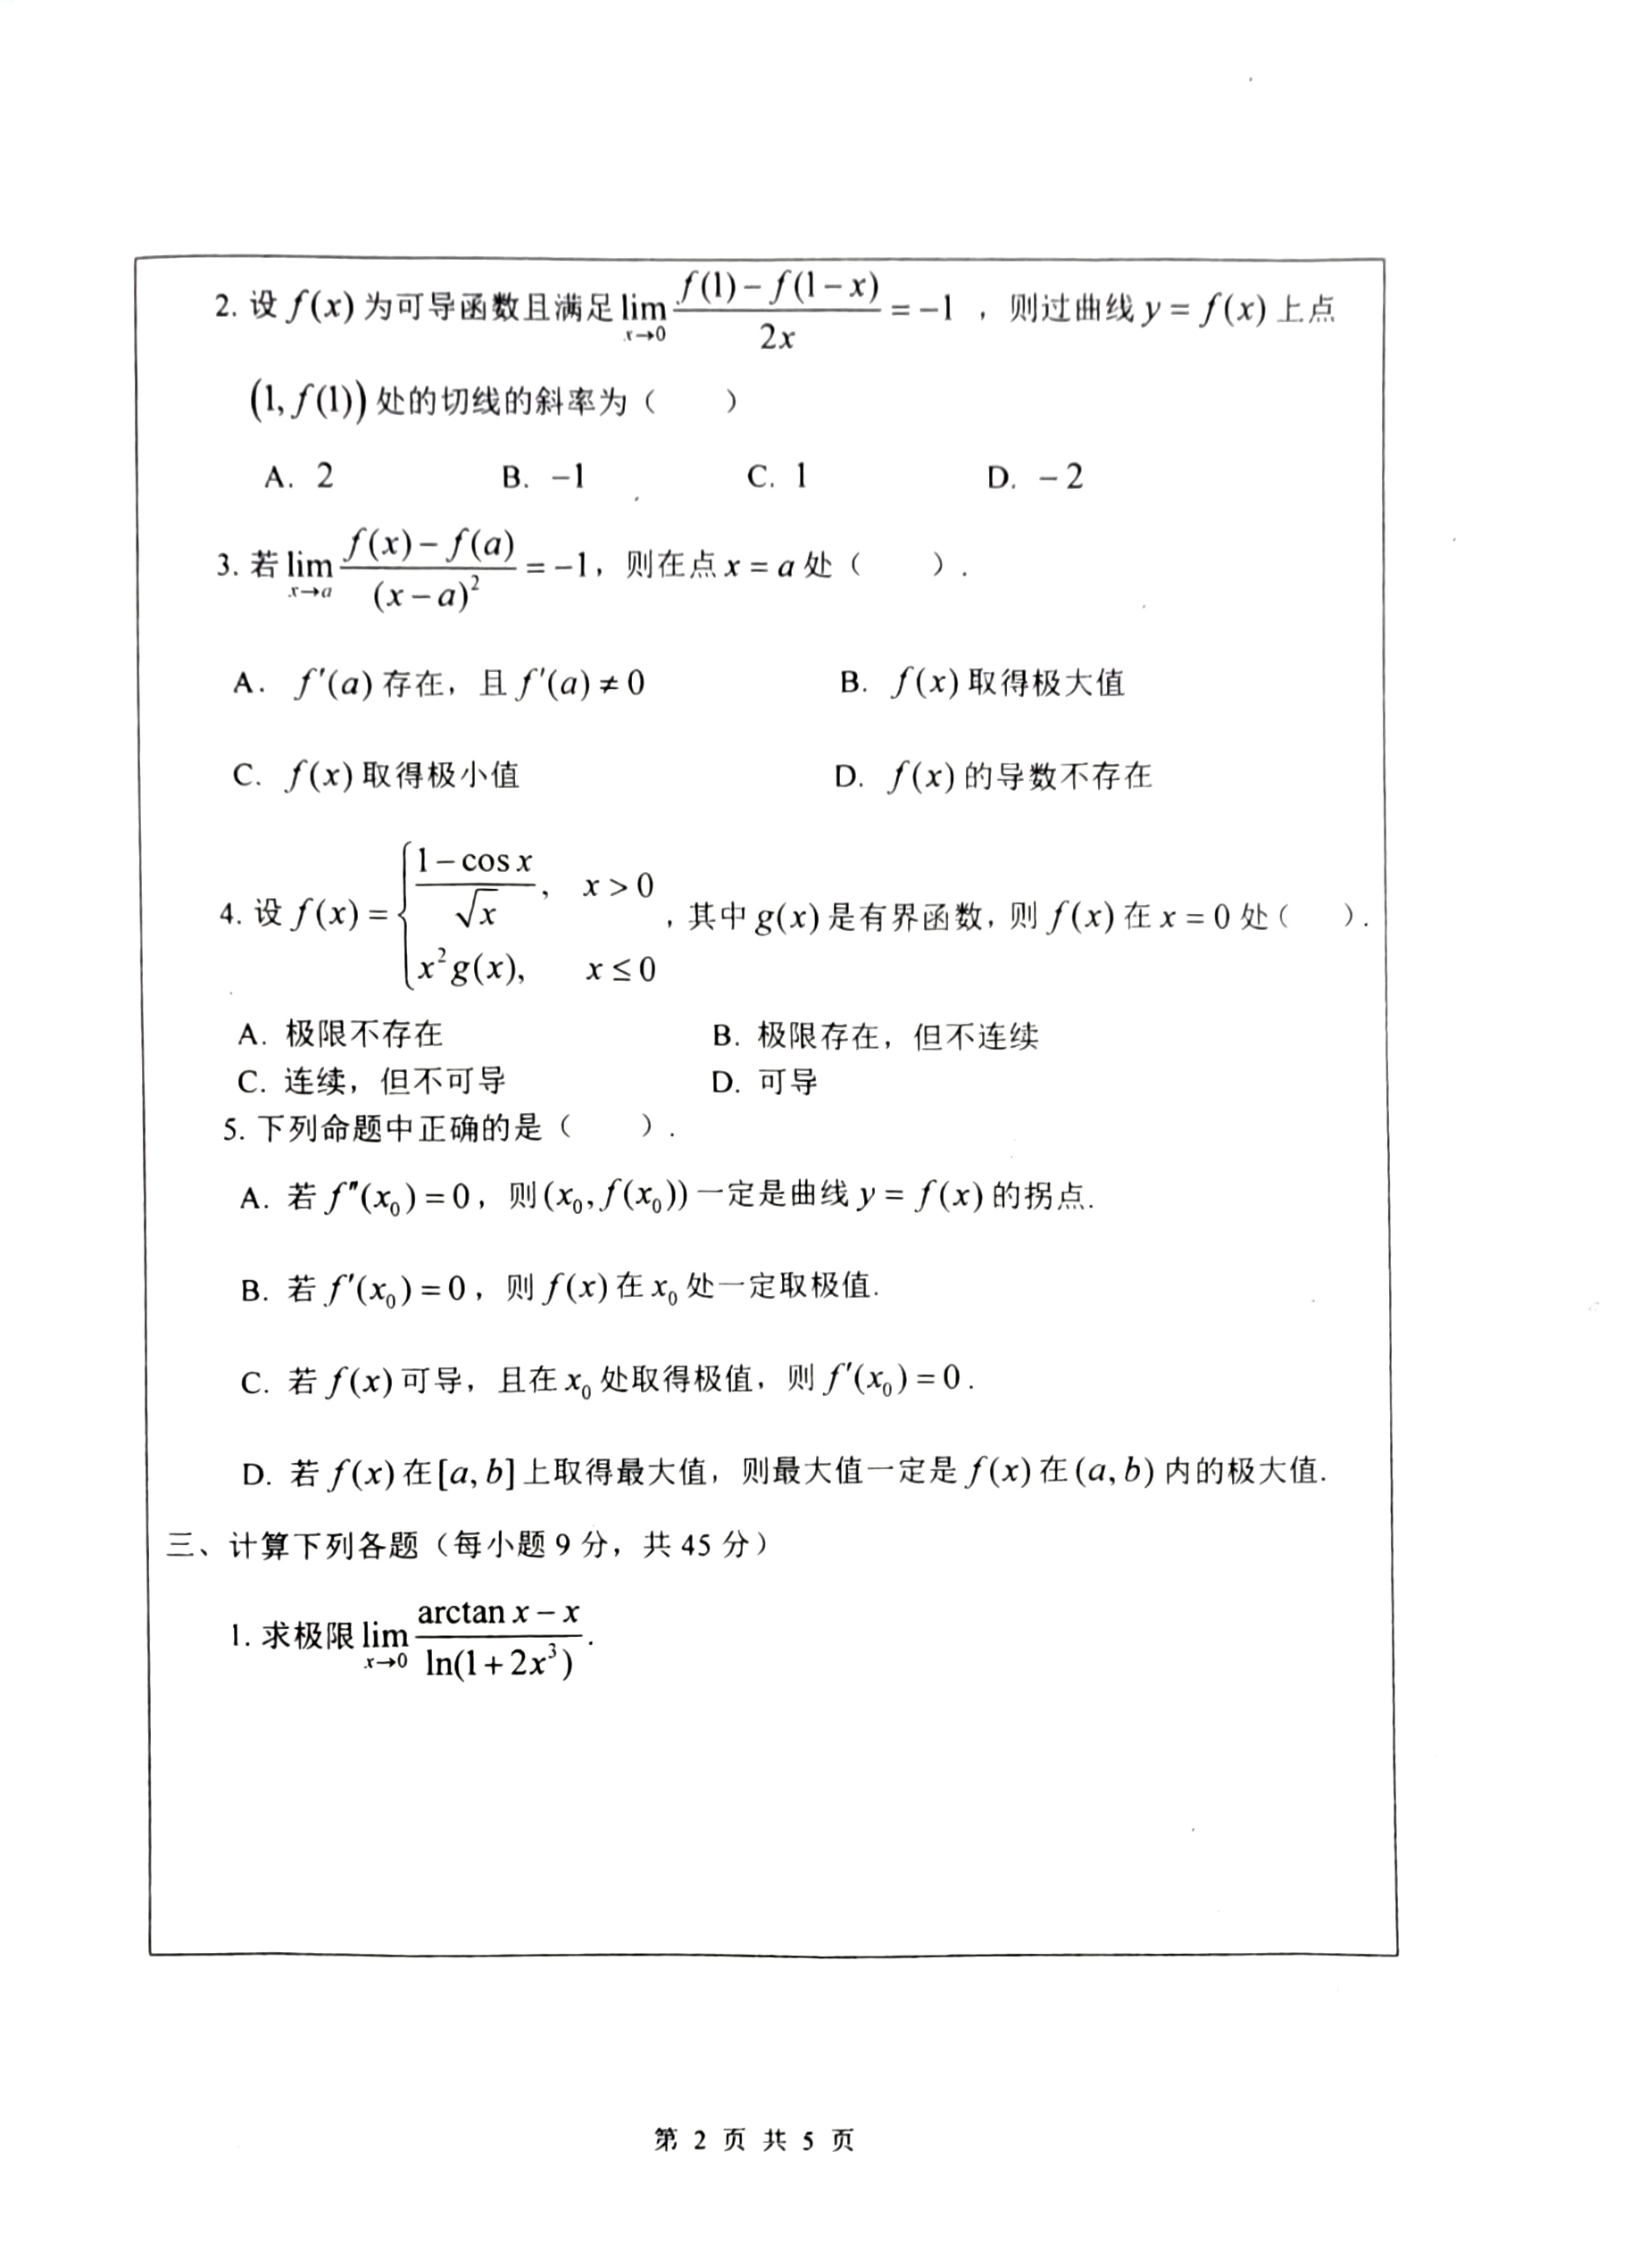 2. 设 f(x) 为可导函数且满足 lim_{x→0} \frac{f(1)-f(1-x)}{2x} = -1 ，则过曲线 y = f(x) 上点
(1, f(1)) 处的切线的斜率为（　　）
A. 2　　B. -1　　C. 1　　D. -2
3. 若 lim_{x→a} \frac{f(x)-f(a)}{(x-a)^2} = -1，则在点 x = a 处（　　）.
A. f′(a) 存在，且 f′(a) ≠ 0　　B. f(x) 取得极大值
C. f(x) 取得极小值　　D. f(x) 的导数不存在
4. 设 f(x) = \begin{cases} \frac{1-\cos x}{\sqrt{x}}, & x > 0 \\ x^2 g(x), & x ≤ 0 \end{cases}，其中 g(x) 是有界函数，则 f(x) 在 x = 0 处（　　）.
A. 极限不存在　　B. 极限存在，但不连续
C. 连续，但不可导　　D. 可导
5. 下列命题中正确的是（　　）.
A. 若 f″(x₀) = 0，则 (x₀, f(x₀)) 一定是曲线 y = f(x) 的拐点.
B. 若 f′(x₀) = 0，则 f(x) 在 x₀ 处一定取极值.
C. 若 f(x) 可导，且在 x₀ 处取得极值，则 f′(x₀) = 0.
D. 若 f(x) 在 [a, b] 上取得最大值，则最大值一定是 f(x) 在 (a, b) 内的极大值.
三、计算下列各题（每小题 9 分，共 45 分）
1. 求极限 lim_{x→0} \frac{\arctan x - x}{\ln(1+2x^3)}.
第 2 页 共 5 页